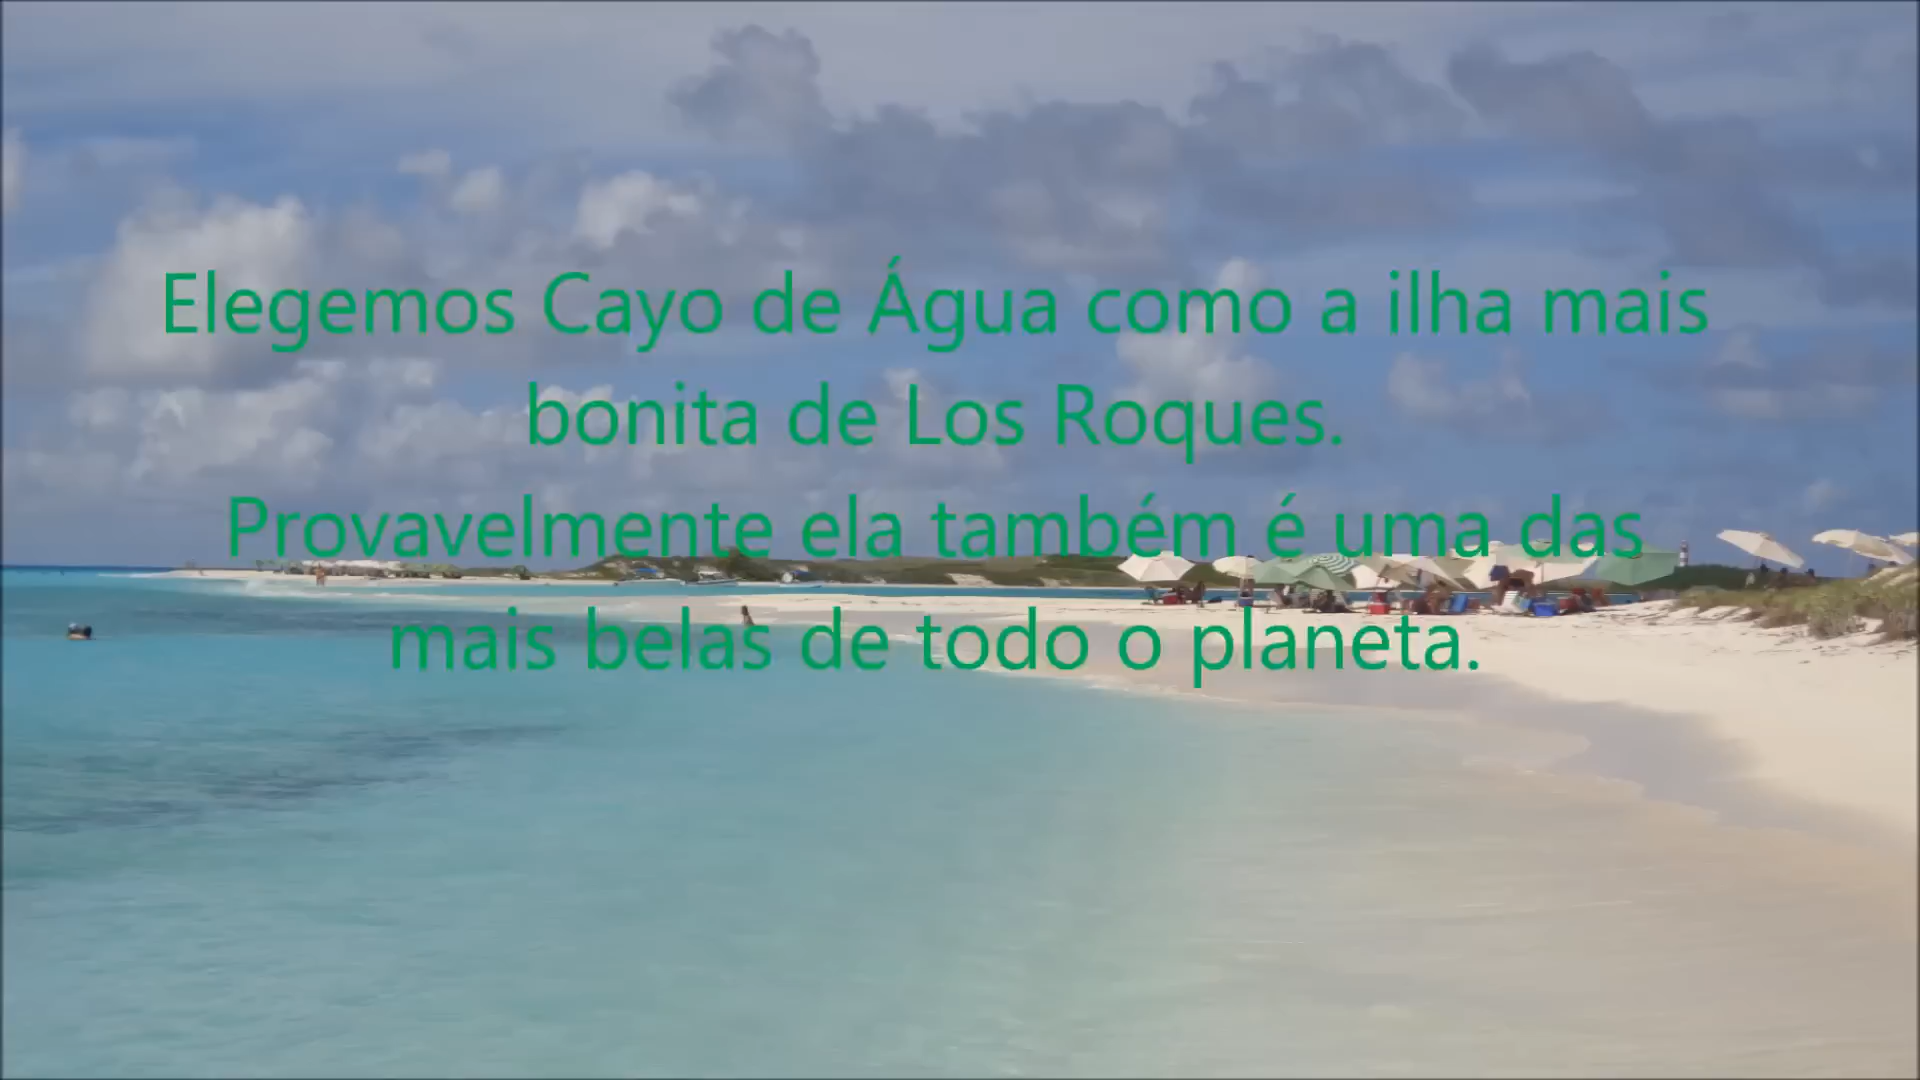 Elegemos Cayo de Água como a ilha mais
bonita de Los Roques.
Provavelmente ela também é uma das
mais belas de todo o planeta.